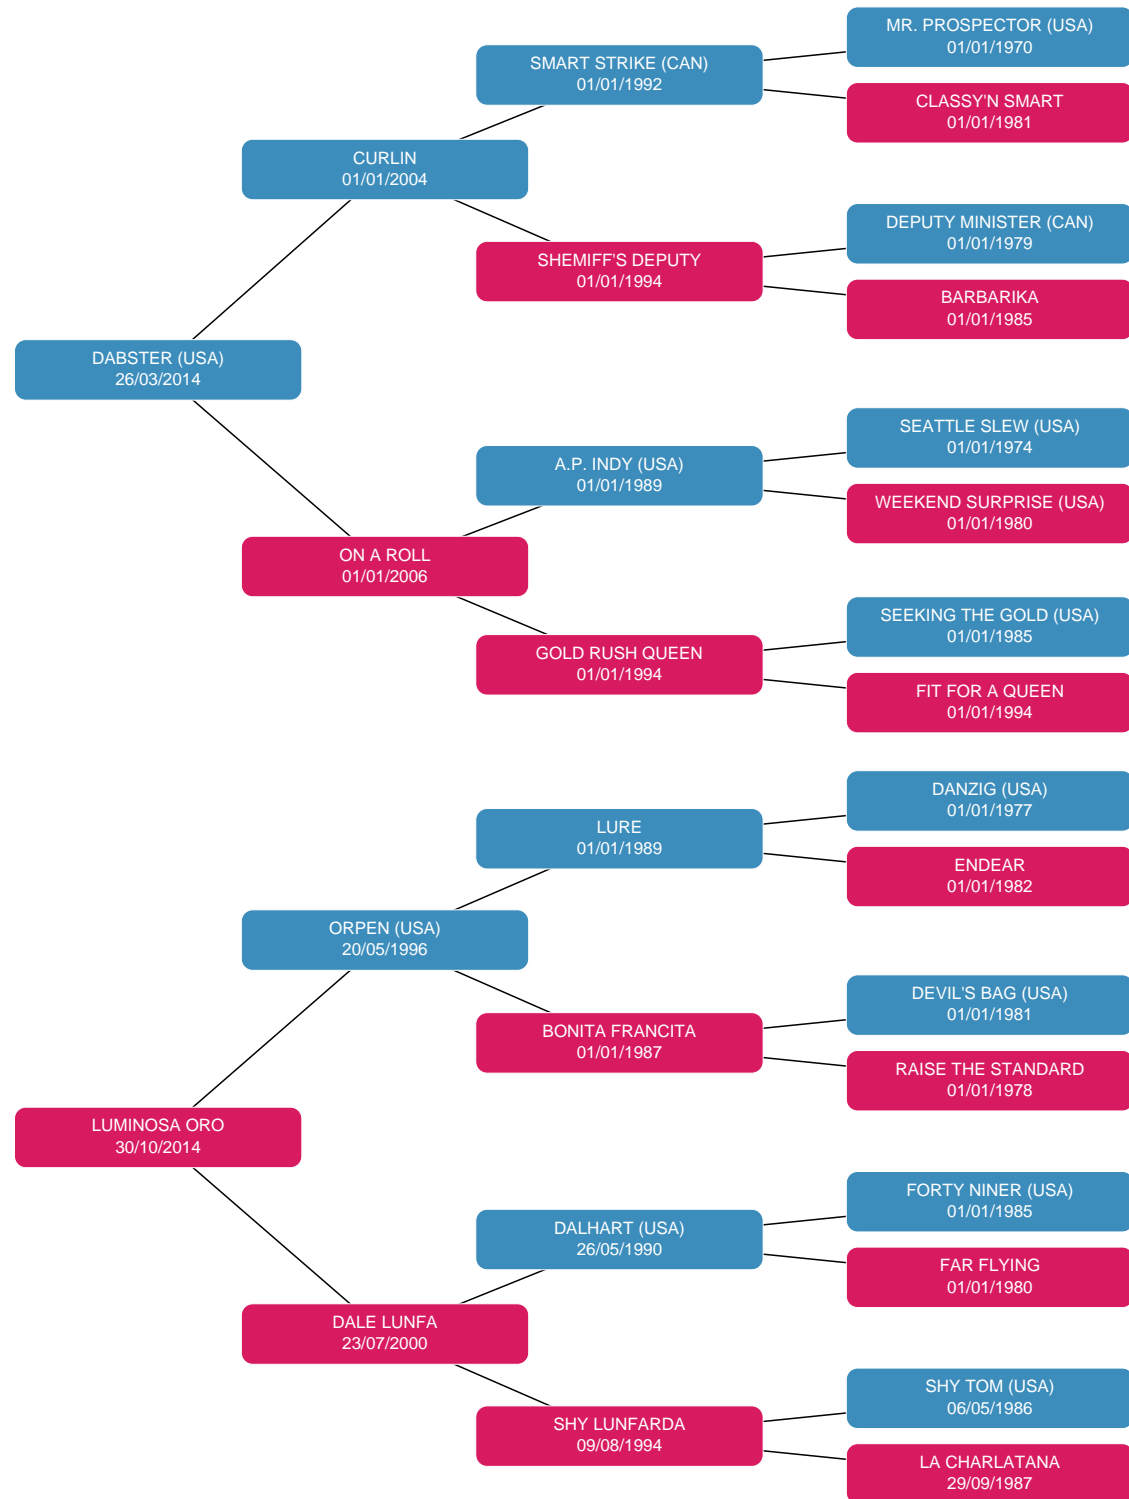 MR. PROSPECTOR (USA)
01/01/1970
SMART STRIKE (CAN)
01/01/1992
CLASSY'N SMART
01/01/1981
CURLIN
01/01/2004
DEPUTY MINISTER (CAN)
01/01/1979
SHEMIFF'S DEPUTY
01/01/1994
BARBARIKA
01/01/1985
DABSTER (USA)
26/03/2014
SEATTLE SLEW (USA)
01/01/1974
A.P. INDY (USA)
01/01/1989
WEEKEND SURPRISE (USA)
01/01/1980
ON A ROLL
01/01/2006
SEEKING THE GOLD (USA)
01/01/1985
GOLD RUSH QUEEN
01/01/1994
FIT FOR A QUEEN
01/01/1994
DANZIG (USA)
01/01/1977
LURE
01/01/1989
ENDEAR
01/01/1982
ORPEN (USA)
20/05/1996
DEVIL'S BAG (USA)
01/01/1981
BONITA FRANCITA
01/01/1987
RAISE THE STANDARD
01/01/1978
LUMINOSA ORO
30/10/2014
FORTY NINER (USA)
01/01/1985
DALHART (USA)
26/05/1990
FAR FLYING
01/01/1980
DALE LUNFA
23/07/2000
SHY TOM (USA)
06/05/1986
SHY LUNFARDA
09/08/1994
LA CHARLATANA
29/09/1987